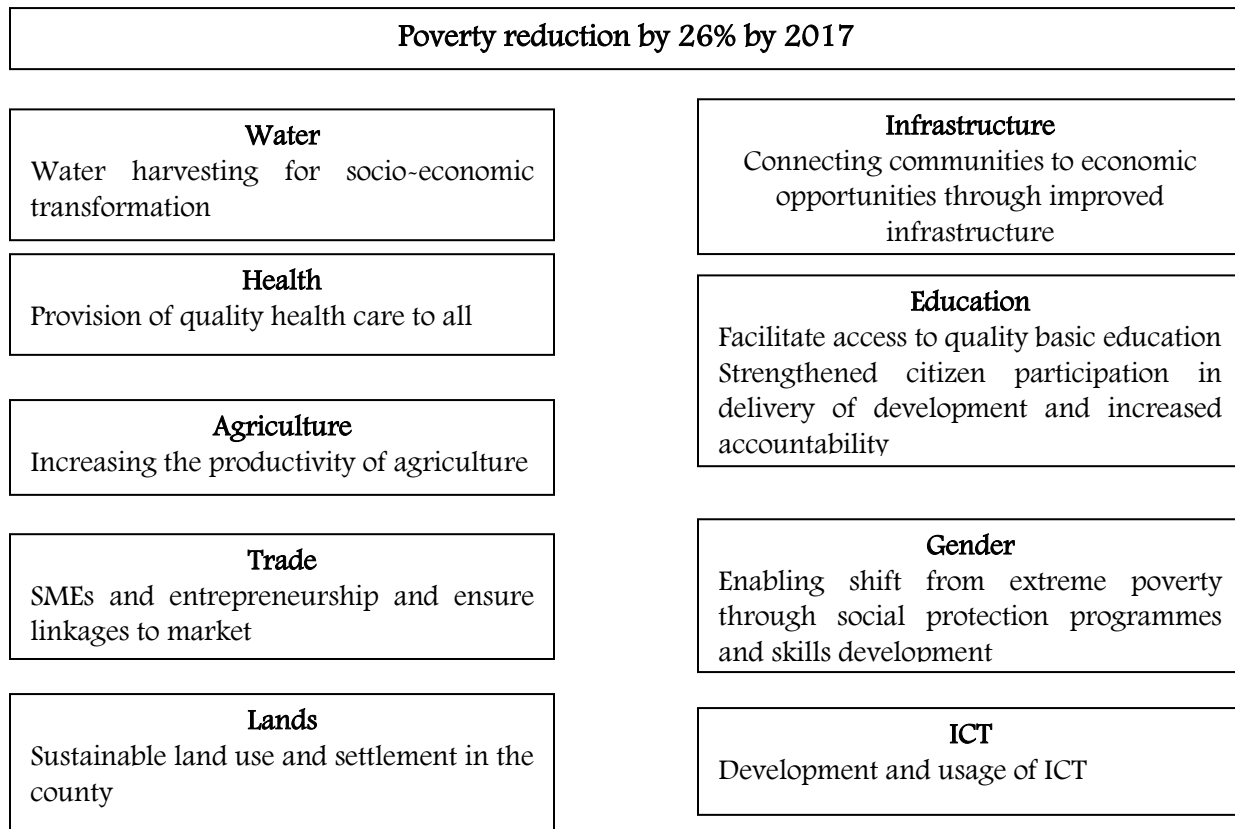 Poverty reduction by 26% by 2017
Water
Water harvesting for socio-economic
transformation
Health
Provision of quality health care to all
Agriculture
Increasing the productivity of agriculture
Trade
SMEs and entrepreneurship and ensure
linkages to market
Lands
Sustainable land use and settlement in the
county
Infrastructure
Connecting communities to economic
opportunities through improved
infrastructure
Education
Facilitate access to quality basic education
Strengthened citizen participation in
delivery of development and increased
accountability
Gender
Enabling shift from extreme poverty
through social protection programmes
and skills development
ICT
Development and usage of ICT